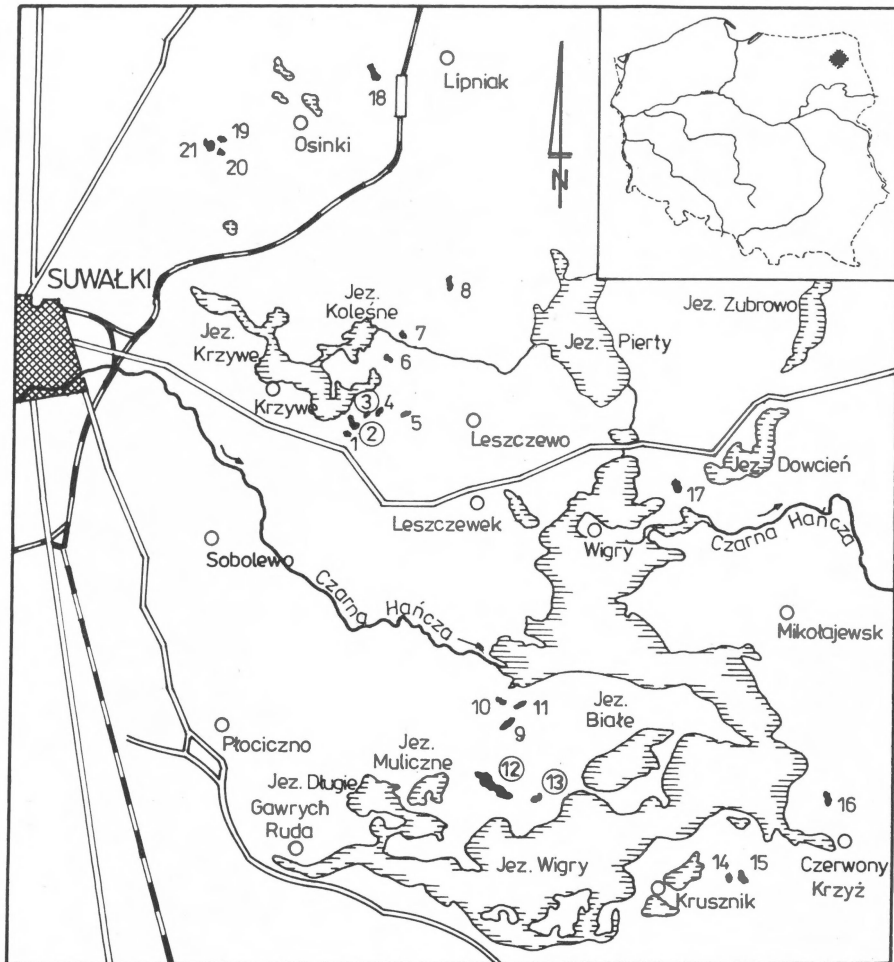 18
Lipniak
19
21
Osinki
20
N
SUWAŁKI
8
Jez.
Koleśne
Jez. Zubrowo
Jez.
Krzywe
7
Jez. Pierty
6
Krzywe
3
4
5
1
2
Leszczewo
Jez. Dowcień
17
Leszczewek
Wigry
Czarna Hańcza
Sobolewo
Czarna
Hańcza
Mikołajewsk
10
11
9
Jez.
Białe
Płociczno
Jez.
Muliczne
12
13
Jez. Długie
16
Gawrych
Ruda
Jez. Wigry
14
15
Czerwony
Krzyż
Krusznik